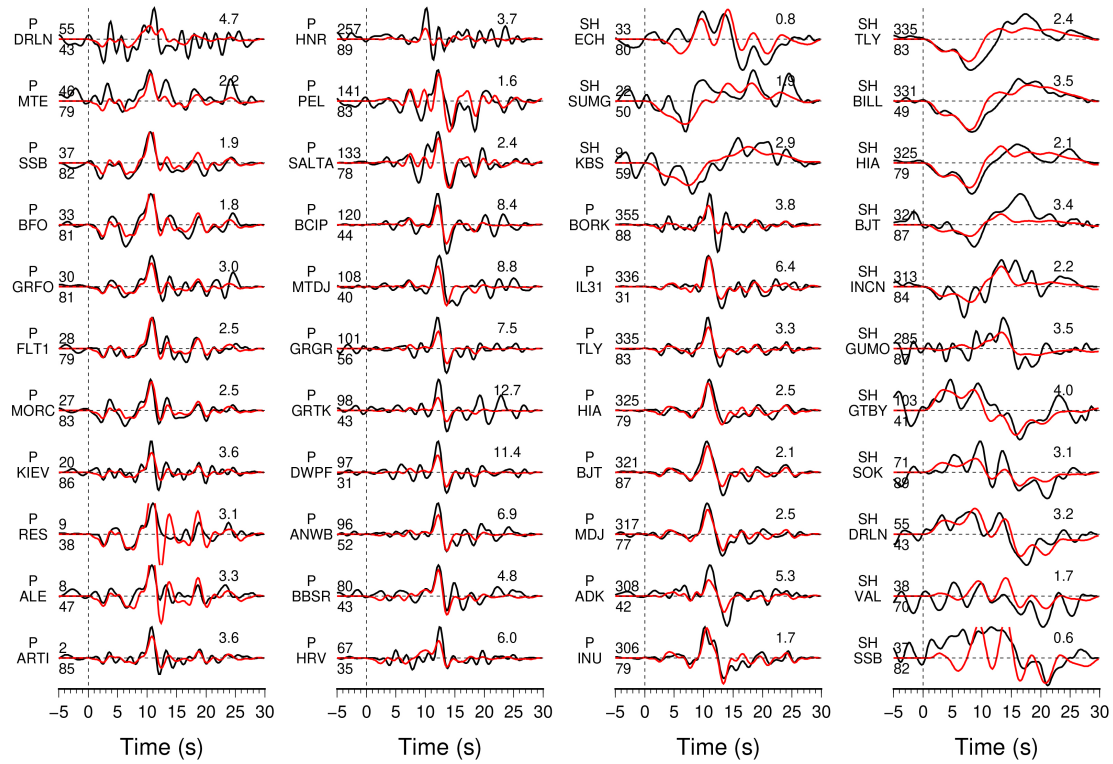 P 55 4.7
DRLN 43
P 46 2.2
MTE 79
P 37 1.9
SSB 82
P 33 1.8
BFO 81
P 30 3.0
GRFO 81
P 28 2.5
FLT1 79
P 27 2.5
MORC 83
P 20 3.6
KIEV 86
P 9 3.1
RES 38
P 8 3.3
ALE 47
P 2 3.6
ARTI 85
−5 0 5 10 15 20 25 30
Time (s)
P 257 3.7
HNR 89
P 141 1.6
PEL 83
P 133 2.4
SALTA 78
P 120 8.4
BCIP 44
P 108 8.8
MTDJ 40
P 101 7.5
GRGR 56
P 98 12.7
GRTK 43
P 97 11.4
DWPF 31
P 96 6.9
ANWB 52
P 80 4.8
BBSR 43
P 67 6.0
HRV 35
−5 0 5 10 15 20 25 30
Time (s)
SH 33 0.8
ECH 80
SH 1.9
SUMG 50
SH 9 2.9
KBS 59
P 355 3.8
BORK 88
P 336 6.4
IL31 31
P 335 3.3
TLY 83
P 325 2.5
HIA 79
P 321 2.1
BJT 87
P 317 2.5
MDJ 77
P 308 5.3
ADK 42
P 306 1.7
INU 79
−5 0 5 10 15 20 25 30
Time (s)
SH 335 2.4
TLY 83
SH 331 3.5
BILL 49
SH 325 2.1
HIA 79
SH 321 3.4
BJT 87
SH 313 2.2
INCN 84
SH 285 3.5
GUMO
SH 103 4.0
GTBY 41
SH 71 3.1
SOK
SH 55 3.2
DRLN 43
SH 38 1.7
VAL 70
SH 37 0.6
SSB 82
−5 0 5 10 15 20 25 30
Time (s)